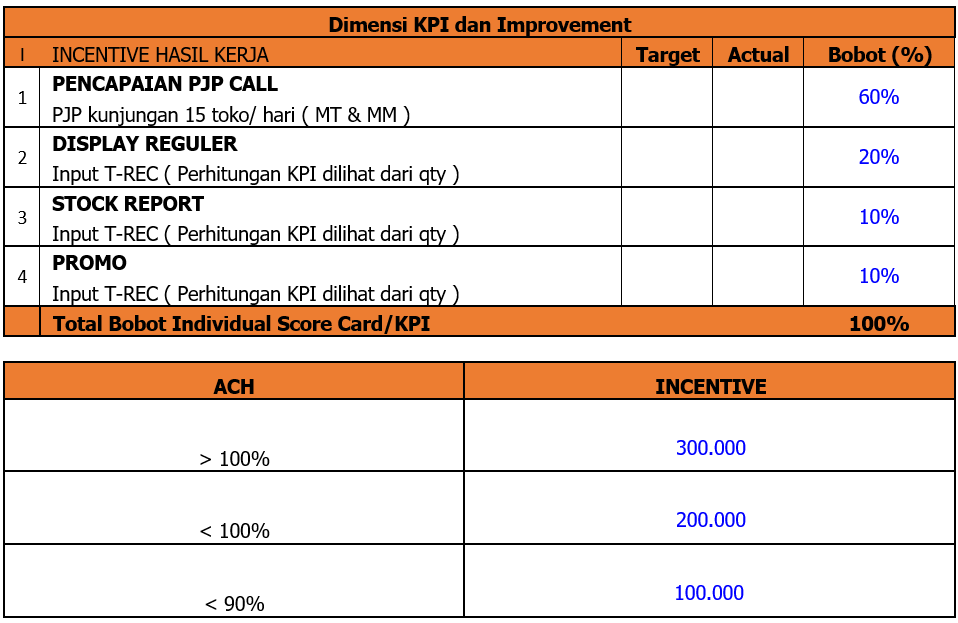 Dimensi KPI dan Improvement
I INCENTIVE HASIL KERJA Target Actual Bobot (%)
1 PENCAPAIAN PJP CALL 60%
PJP kunjungan 15 toko/ hari ( MT & MM )
2 DISPLAY REGULER 20%
Input T-REC ( Perhitungan KPI dilihat dari qty )
3 STOCK REPORT 10%
Input T-REC ( Perhitungan KPI dilihat dari qty )
4 PROMO 10%
Input T-REC ( Perhitungan KPI dilihat dari qty )
Total Bobot Individual Score Card/KPI 100%
ACH INCENTIVE
> 100% 300.000
< 100% 200.000
< 90% 100.000